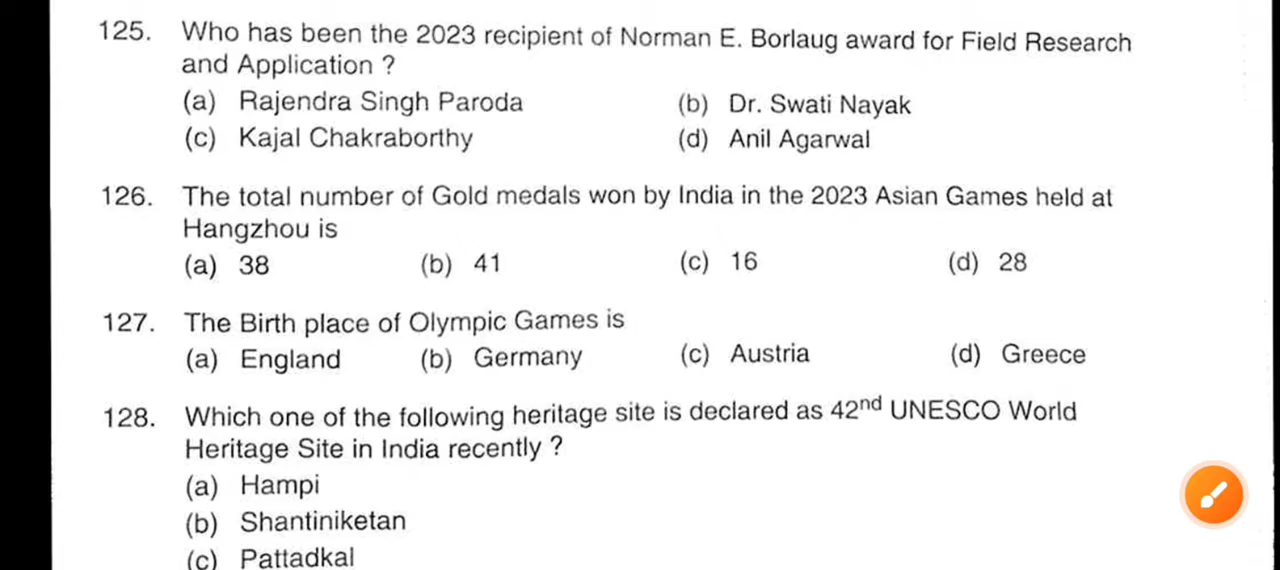 125. Who has been the 2023 recipient of Norman E. Borlaug award for Field Research
and Application ?
(a) Rajendra Singh Paroda (b) Dr. Swati Nayak
(c) Kajal Chakraborthy (d) Anil Agarwal
126. The total number of Gold medals won by India in the 2023 Asian Games held at
Hangzhou is
(a) 38 (b) 41 (c) 16 (d) 28
127. The Birth place of Olympic Games is
(a) England (b) Germany (c) Austria (d) Greece
128. Which one of the following heritage site is declared as 42nd UNESCO World
Heritage Site in India recently ?
(a) Hampi
(b) Shantiniketan
(c) Pattadkal